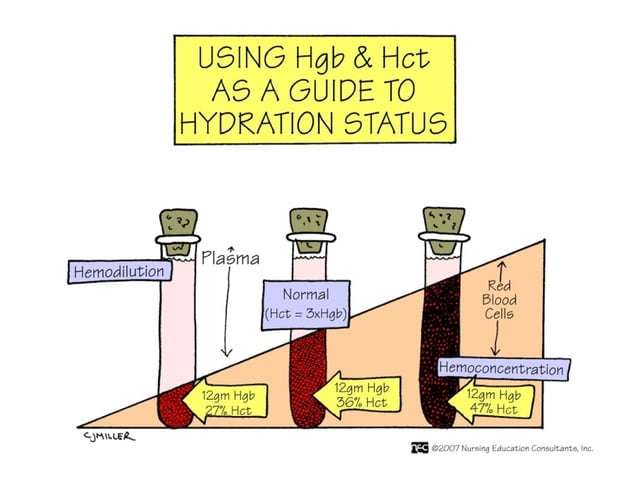 USING Hgb & Hct
AS A GUIDE TO
HYDRATION STATUS
Hemodilution
Plasma
Normal
(Hct = 3xHgb)
Red
Blood
Cells
Hemoconcentration
12gm Hgb
27% Hct
12gm Hgb
36% Hct
12gm Hgb
47% Hct
CJMILLER
NEC ©2007 Nursing Education Consultants, Inc.